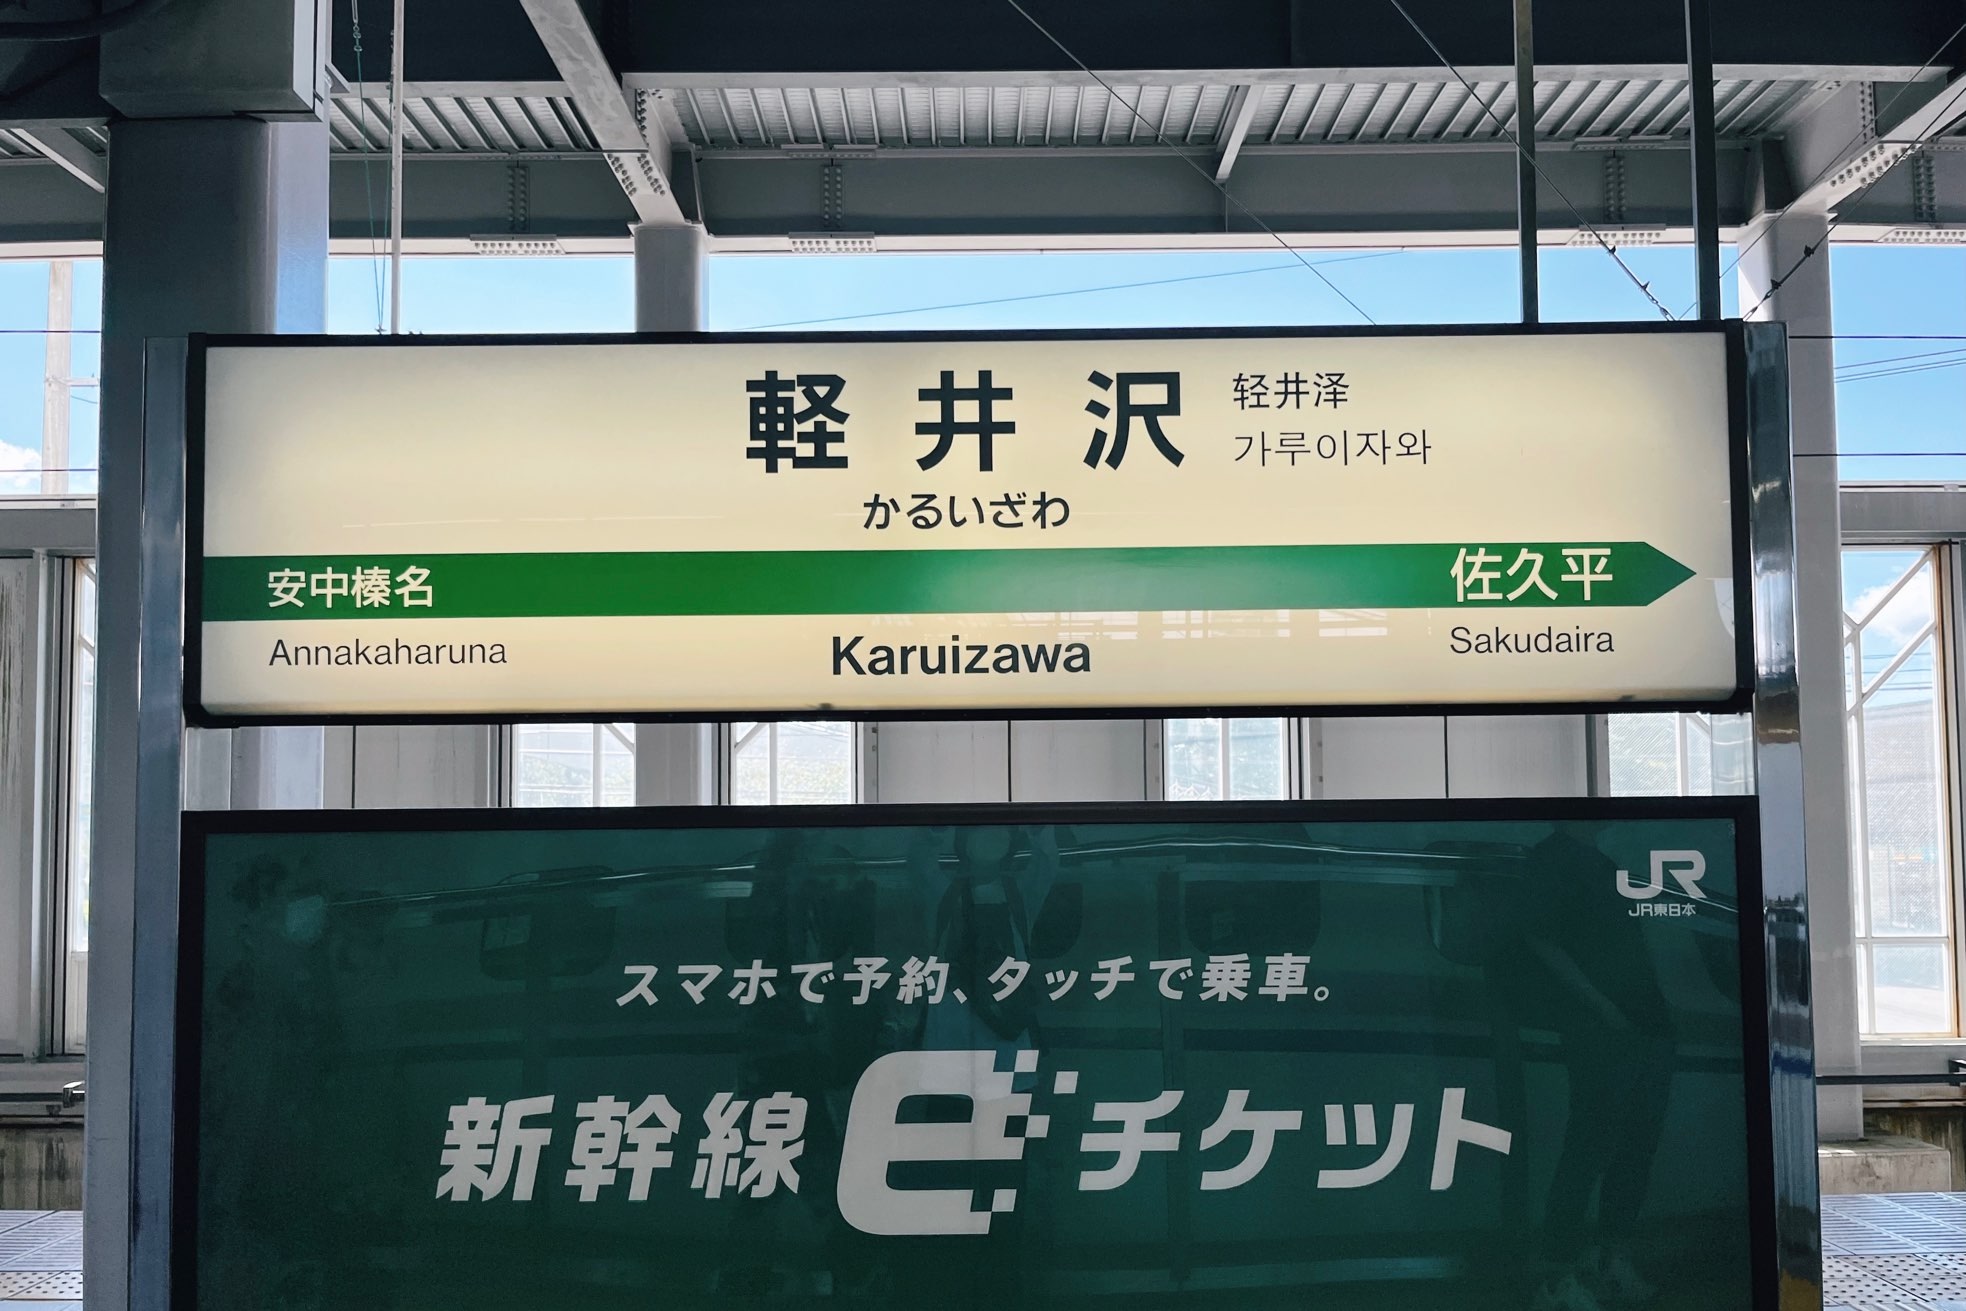 軽井沢
轻井泽
가루이자와
かるいざわ
安中榛名
佐久平
Annakaharuna
Karuizawa
Sakudaira
JR
JR東日本
スマホで予約、タッチで乗車。
新幹線eチケット